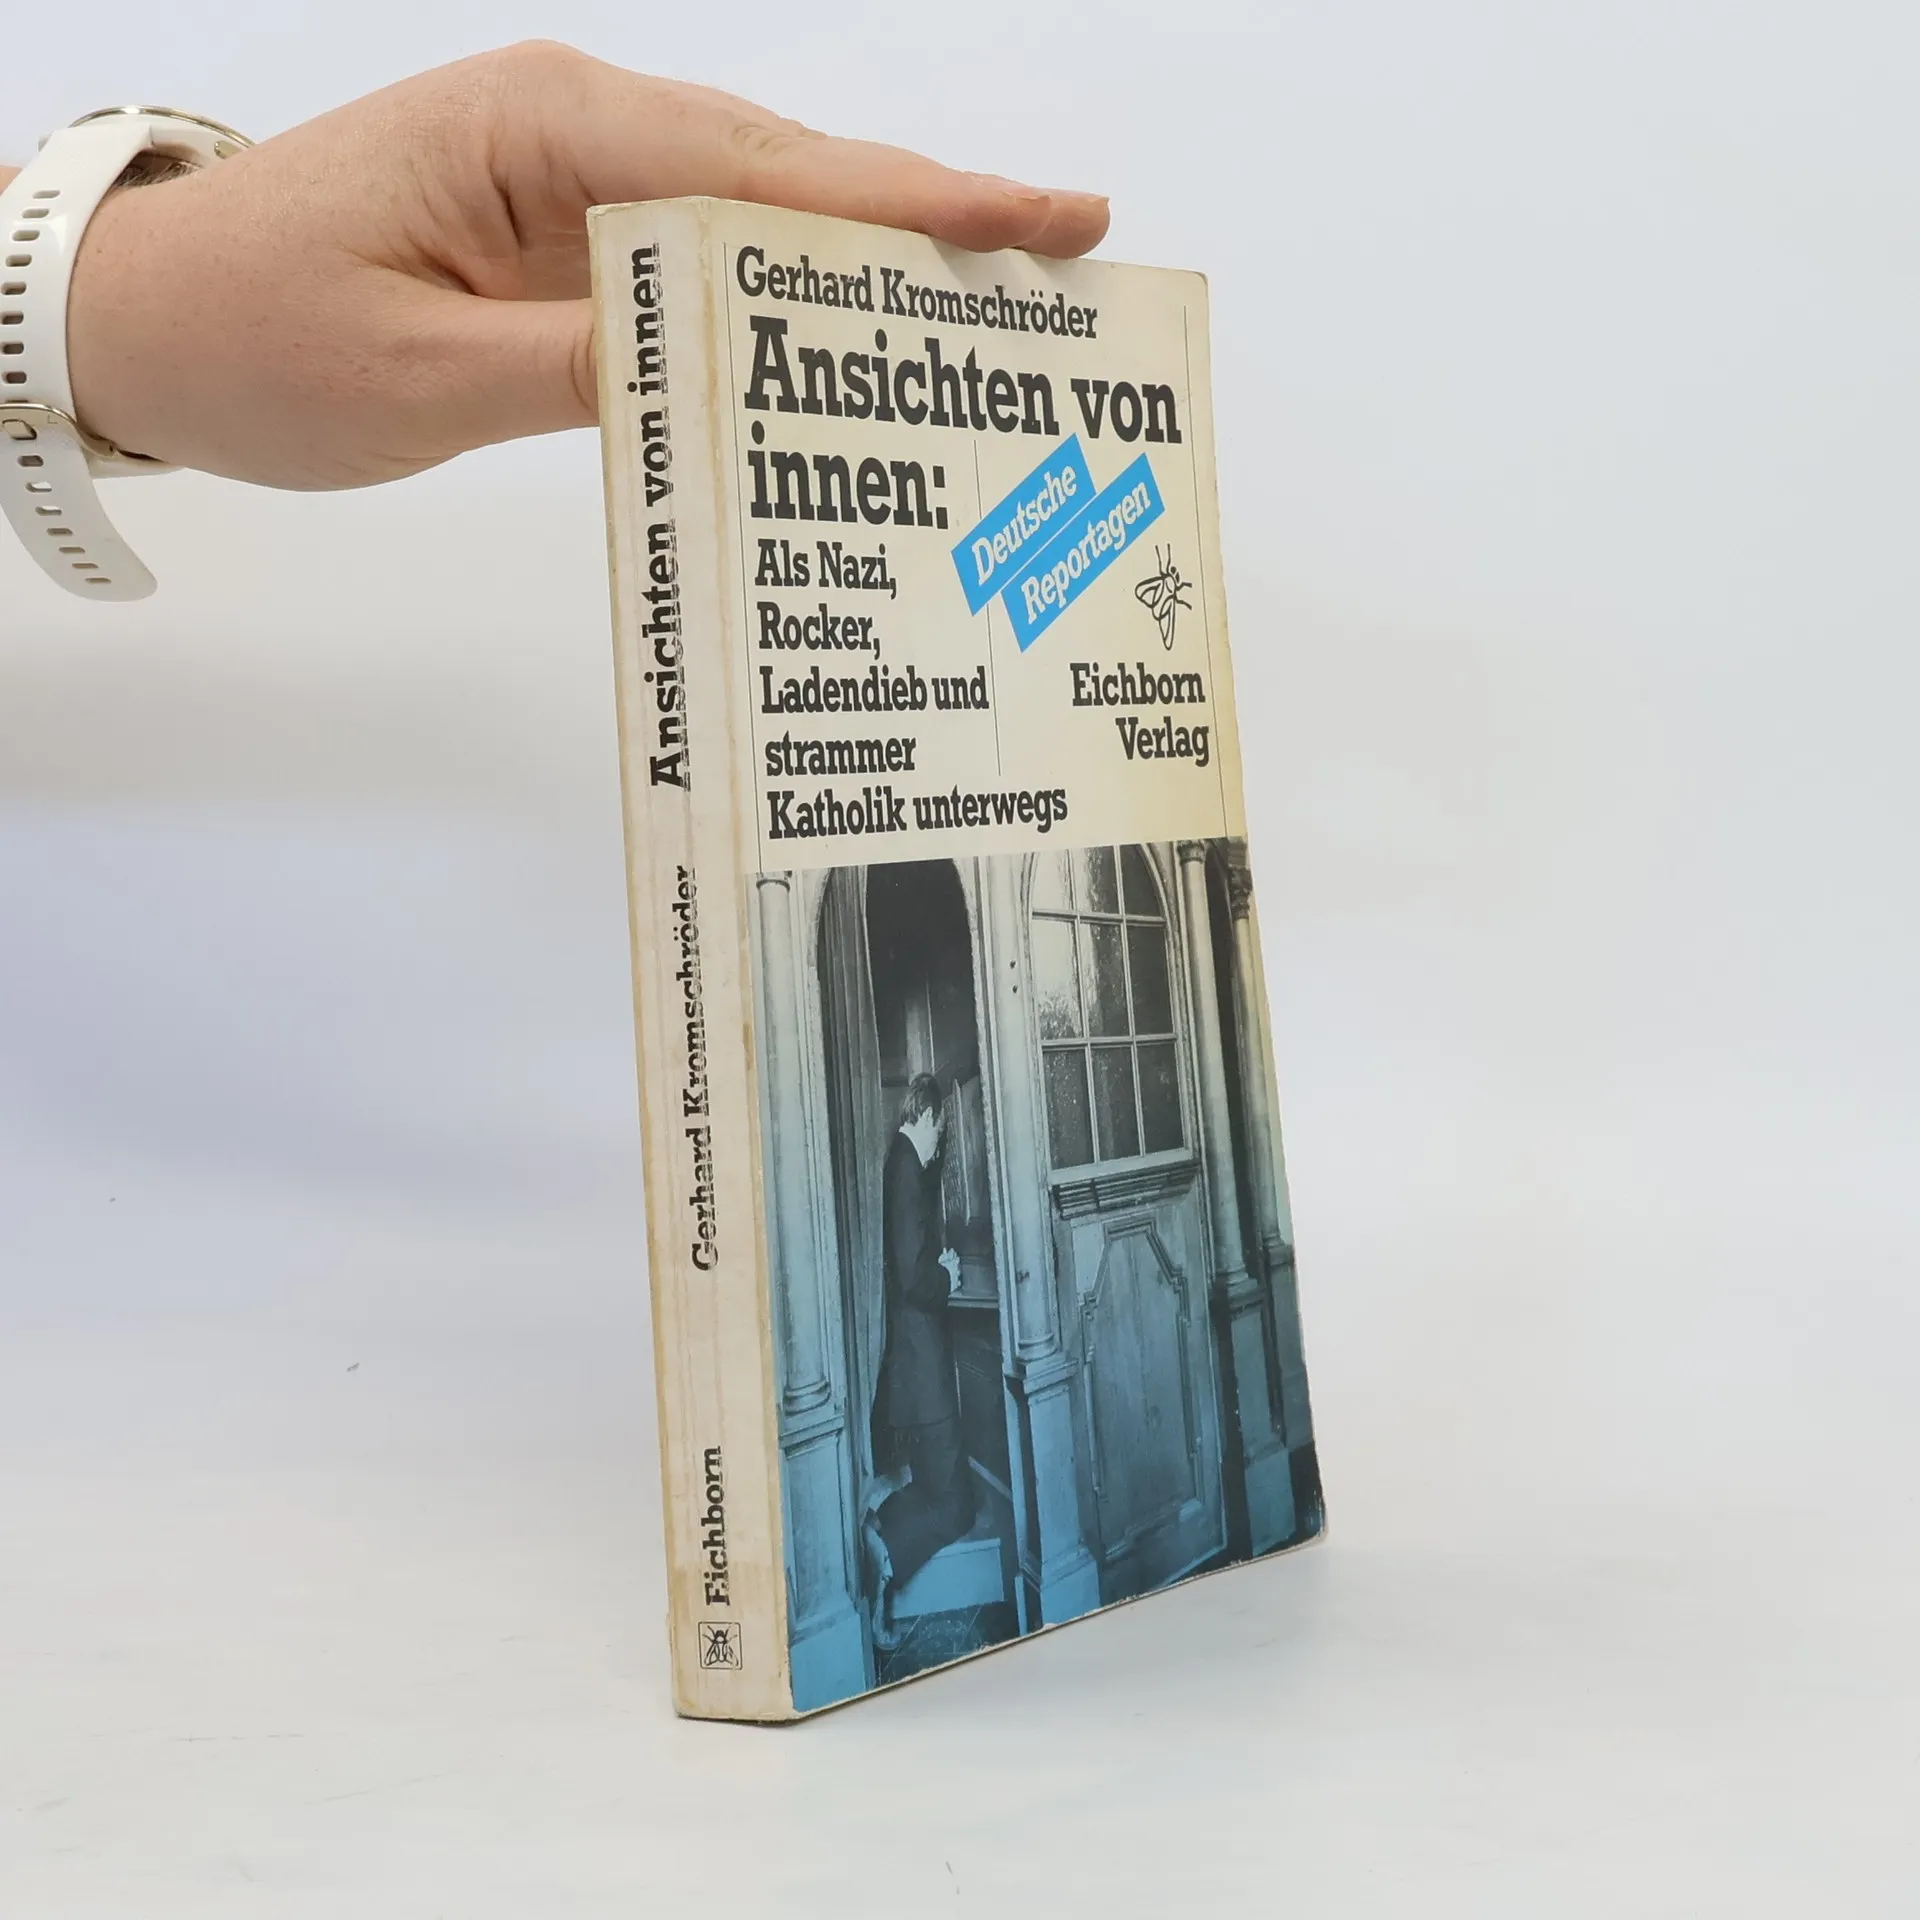 Gerhard Kromschröder
Ansichten von
innen:
Deutsche
Reportagen
Als Nazi,
Rocker,
Ladendieb und
strammer
Katholik unterwegs
Eichborn
Verlag
Ansichten von innen
Gerhard Kromschröder
Eichborn